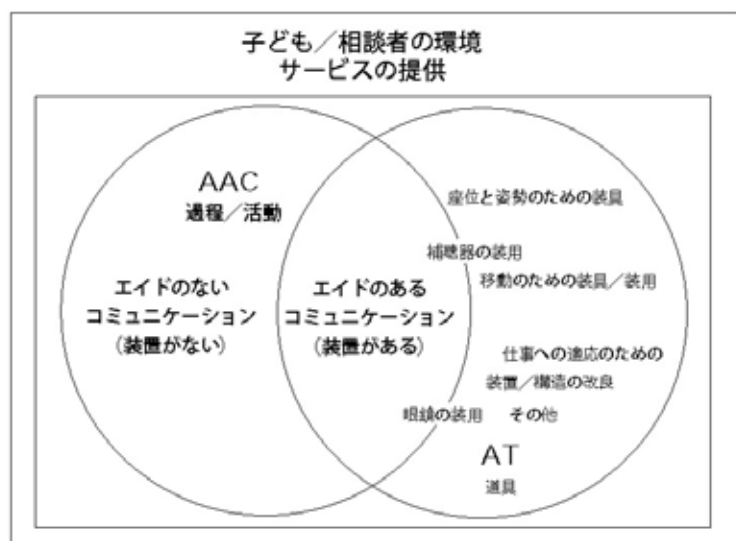 子ども／相談者の環境
サービスの提供
AAC
過程／活動
エイドのない
コミュニケーション
（装置がない）
エイドのある
コミュニケーション
（装置がある）
座位と姿勢のための装具
補聴器の装用
移動のための装具／装用
仕事への適応のための
装置／構造の改良
眼鏡の装用
その他
AT
道具